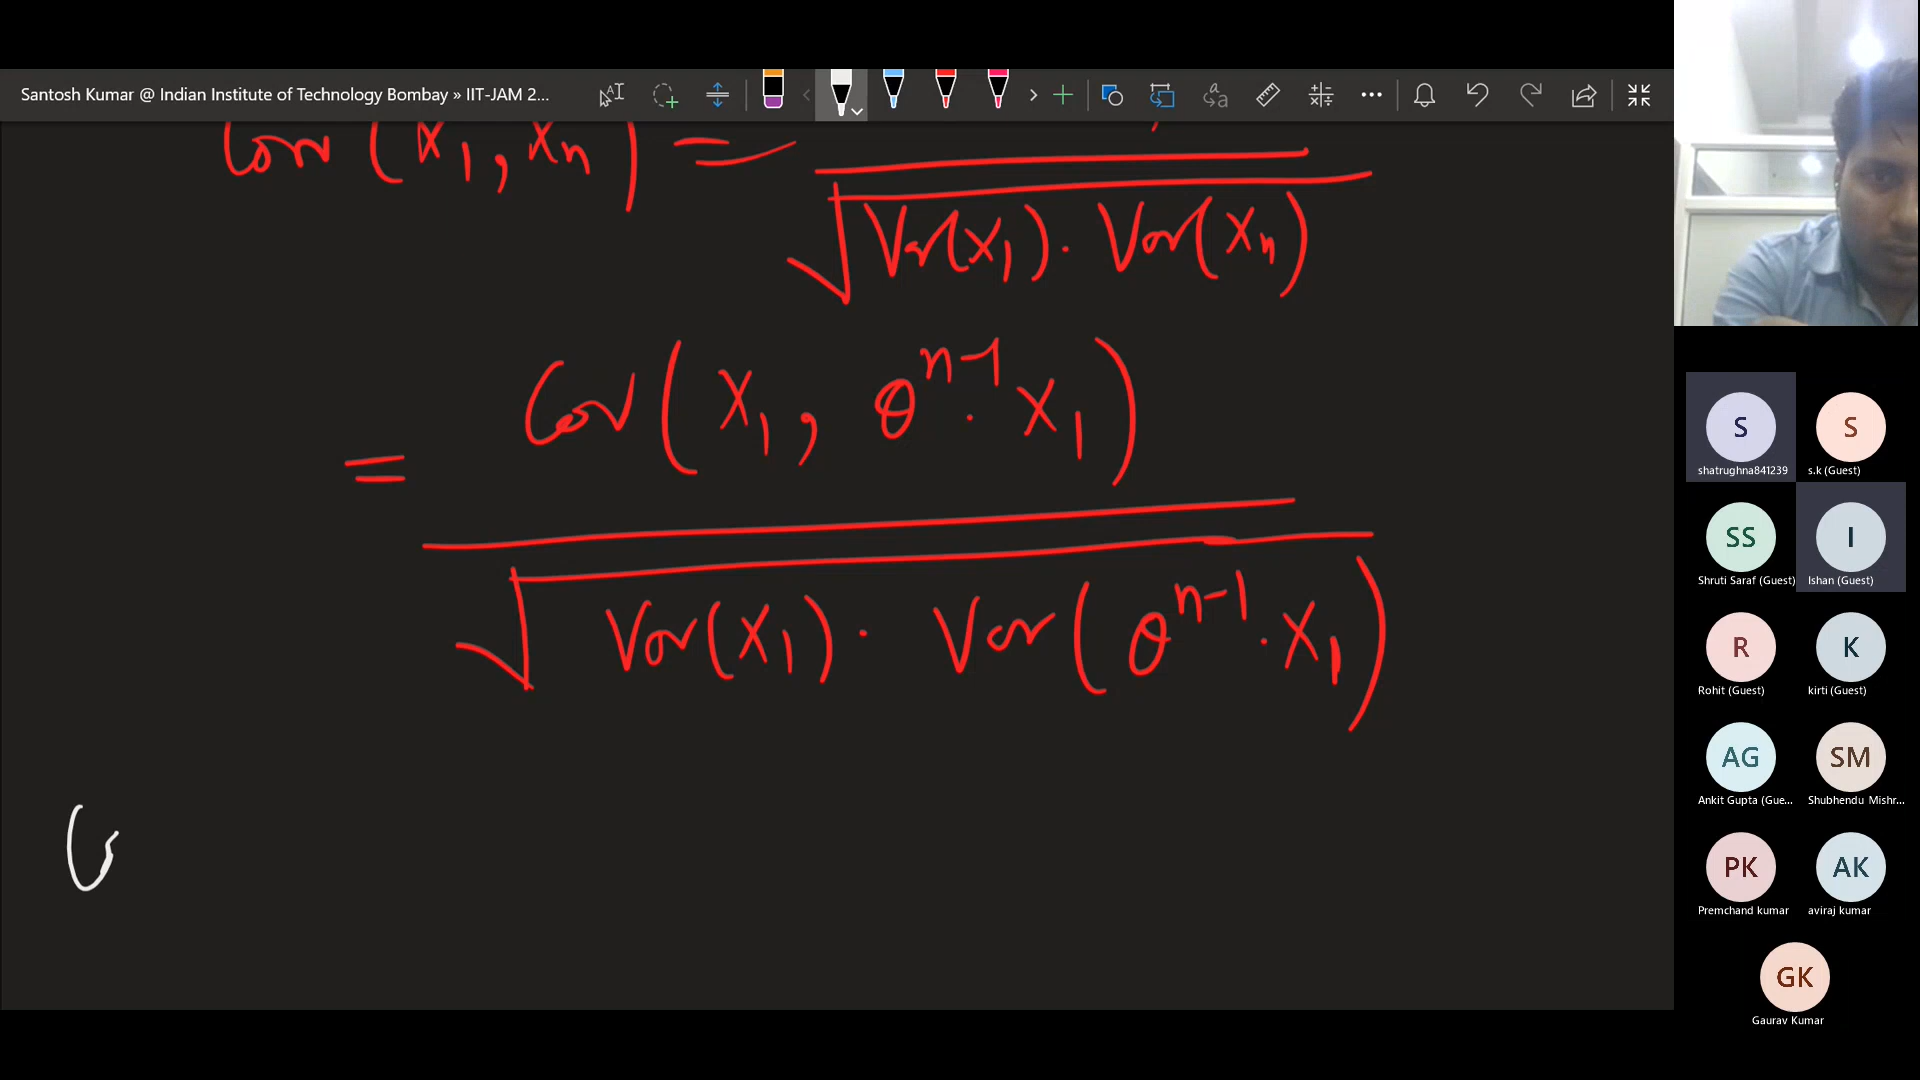 Santosh Kumar @ Indian Institute of Technology Bombay » IIT-JAM 2...
Corr (X₁, Xₙ) =
√Var(X₁) · Var(Xₙ)
= Cov(X₁, θⁿ⁻¹ · X₁)
√Var(X₁) · Var(θⁿ⁻¹ · X₁)
S
shatrughna841239
S
s.k (Guest)
SS
Shruti Saraf (Guest)
I
Ishan (Guest)
R
Rohit (Guest)
K
kirti (Guest)
AG
Ankit Gupta (Gue...
SM
Shubhendu Mishr...
PK
Premchand kumar
AK
aviraj kumar
GK
Gaurav Kumar